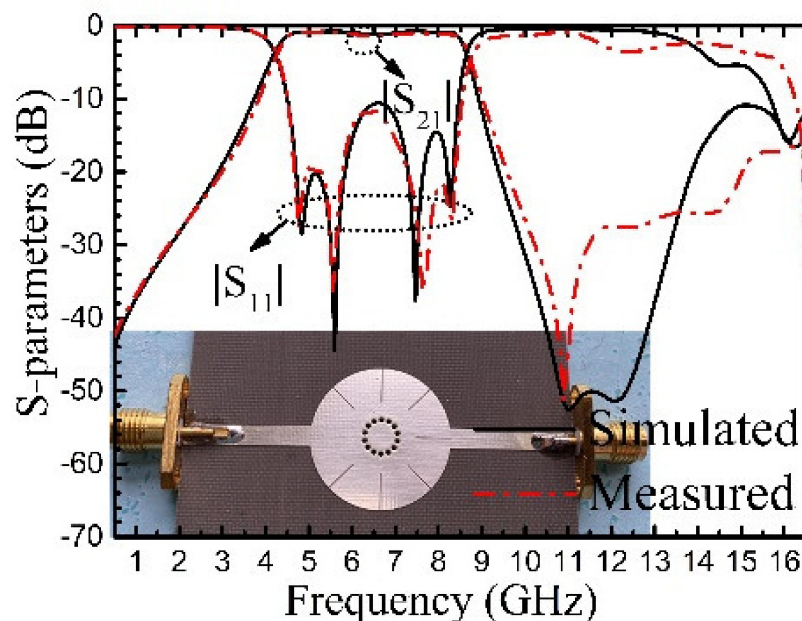 0
-10
-20
-30
-40
-50
-60
-70
S-parameters (dB)
|S21|
|S11|
Simulated
Measured
1 2 3 4 5 6 7 8 9 10 11 12 13 14 15 16
Frequency (GHz)